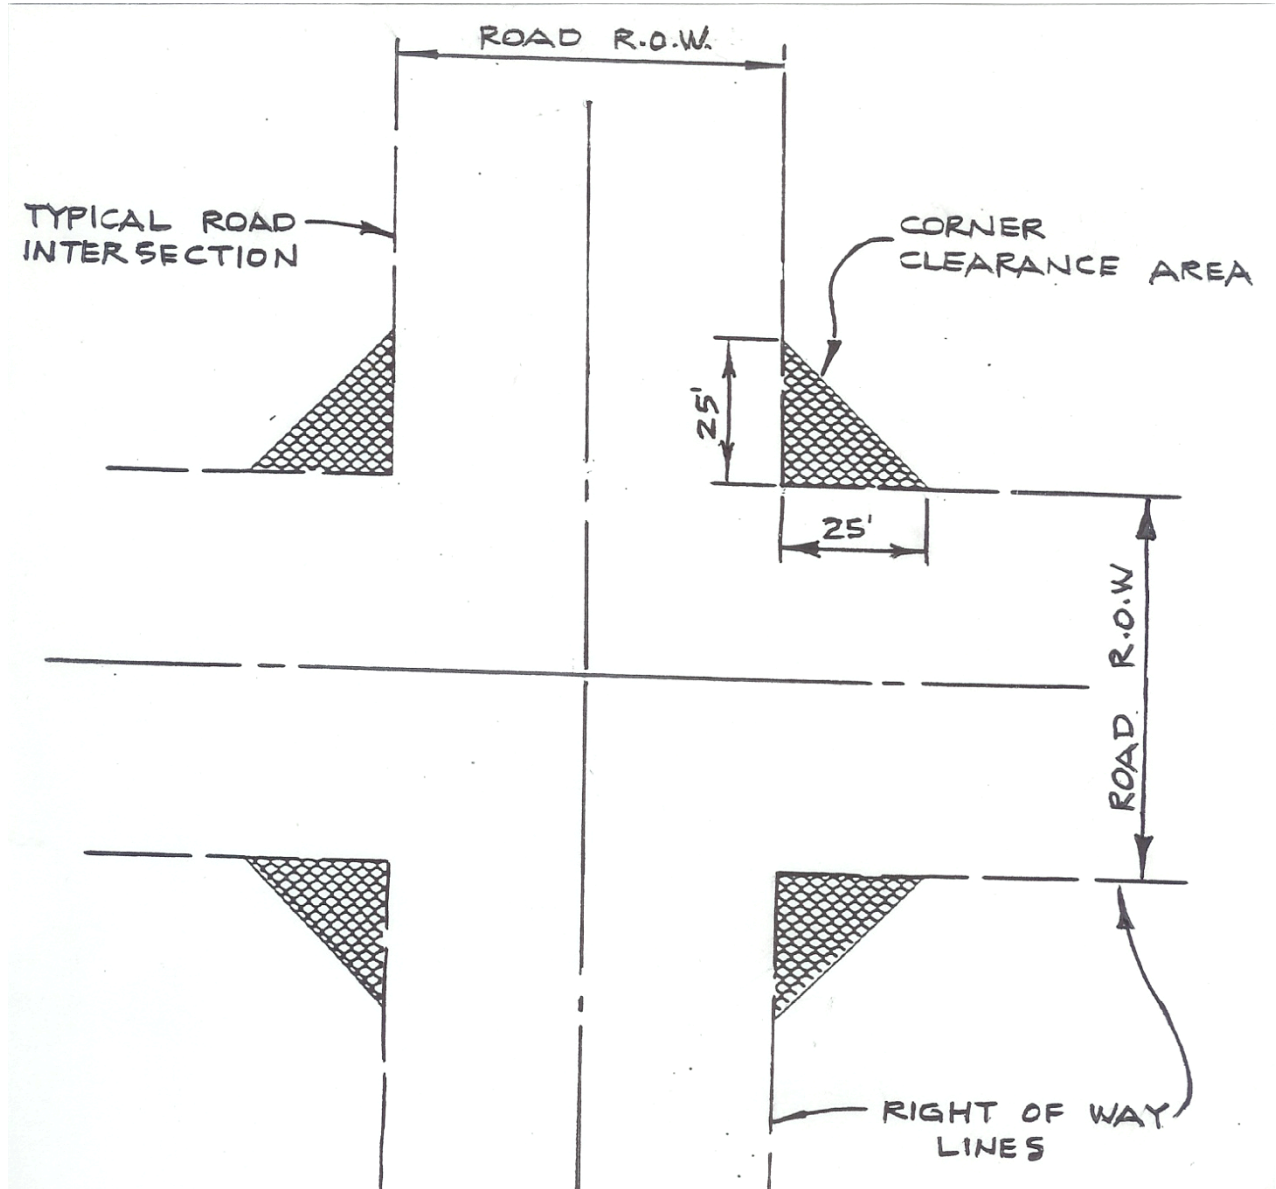 ROAD R.O.W.
TYPICAL ROAD
INTERSECTION
CORNER
CLEARANCE AREA
25'
25'
ROAD R.O.W
RIGHT OF WAY
LINES